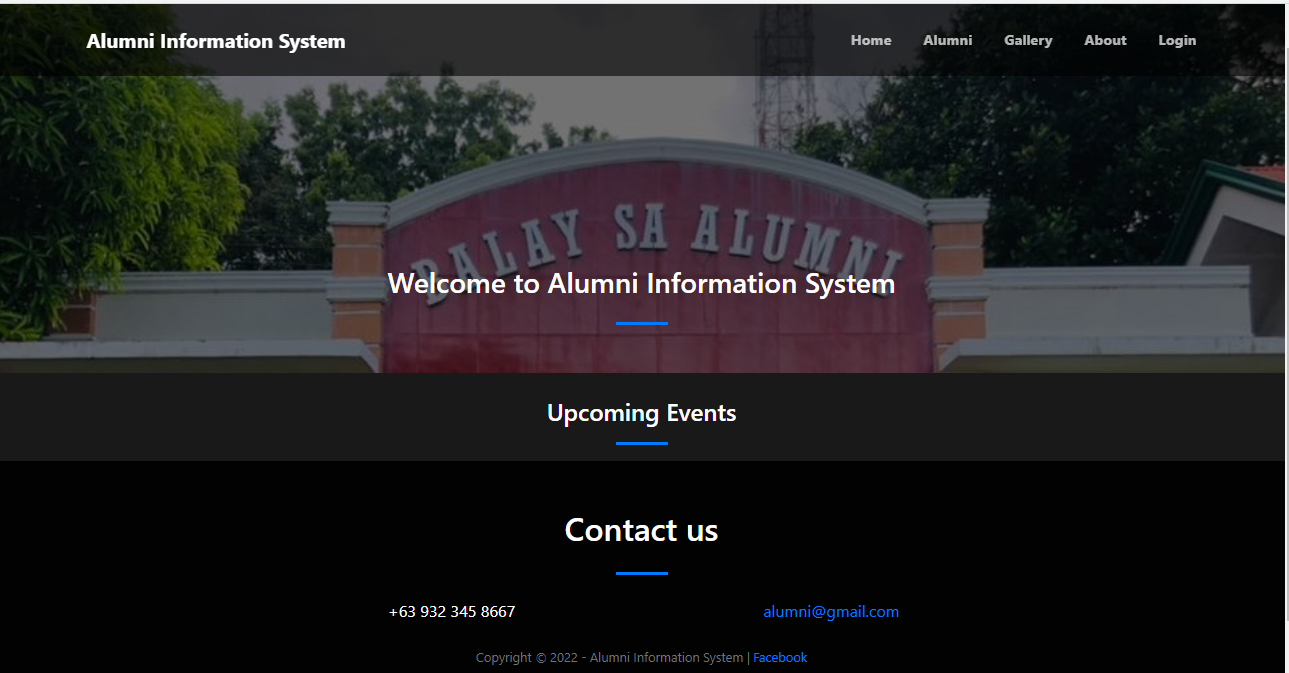 Alumni Information System
Home Alumni Gallery About Login
BALAY SA ALUMNI
Welcome to Alumni Information System
Upcoming Events
Contact us
+63 932 345 8667
alumni@gmail.com
Copyright © 2022 - Alumni Information System | Facebook